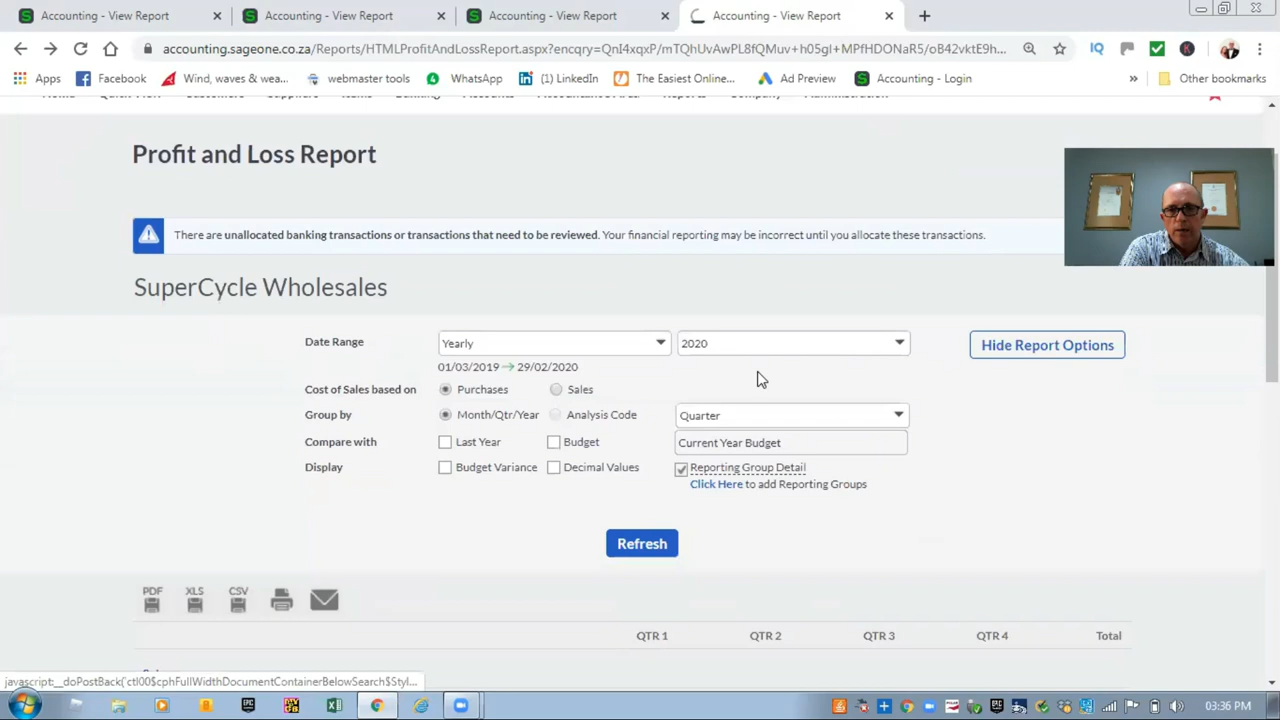 Accounting - View Report
Accounting - View Report
Accounting - View Report
Accounting - View Report
accounting.sageone.co.za/Reports/HTMLProfitAndLossReport.aspx?encqry=QnI4xqxP/mTQhUvAwPL8fQMuv+h05gI+MPfHDONaR5/oB42vktE9h...
Apps
Facebook
Wind, waves & wea...
webmaster tools
WhatsApp
(1) LinkedIn
The Easiest Online...
Ad Preview
Accounting - Login
Other bookmarks
Profit and Loss Report
There are unallocated banking transactions or transactions that need to be reviewed. Your financial reporting may be incorrect until you allocate these transactions.
SuperCycle Wholesales
Date Range Yearly 2020 Hide Report Options
01/03/2019 → 29/02/2020
Cost of Sales based on Purchases Sales
Group by Month/Qtr/Year Analysis Code Quarter
Compare with Last Year Budget Current Year Budget
Display Budget Variance Decimal Values Reporting Group Detail
Click Here to add Reporting Groups
Refresh
PDF XLS CSV
QTR 1 QTR 2 QTR 3 QTR 4 Total
javascript:__doPostBack('ctl00$cphFullWidthDocumentContainerBelowSearch$Styl...
03:36 PM